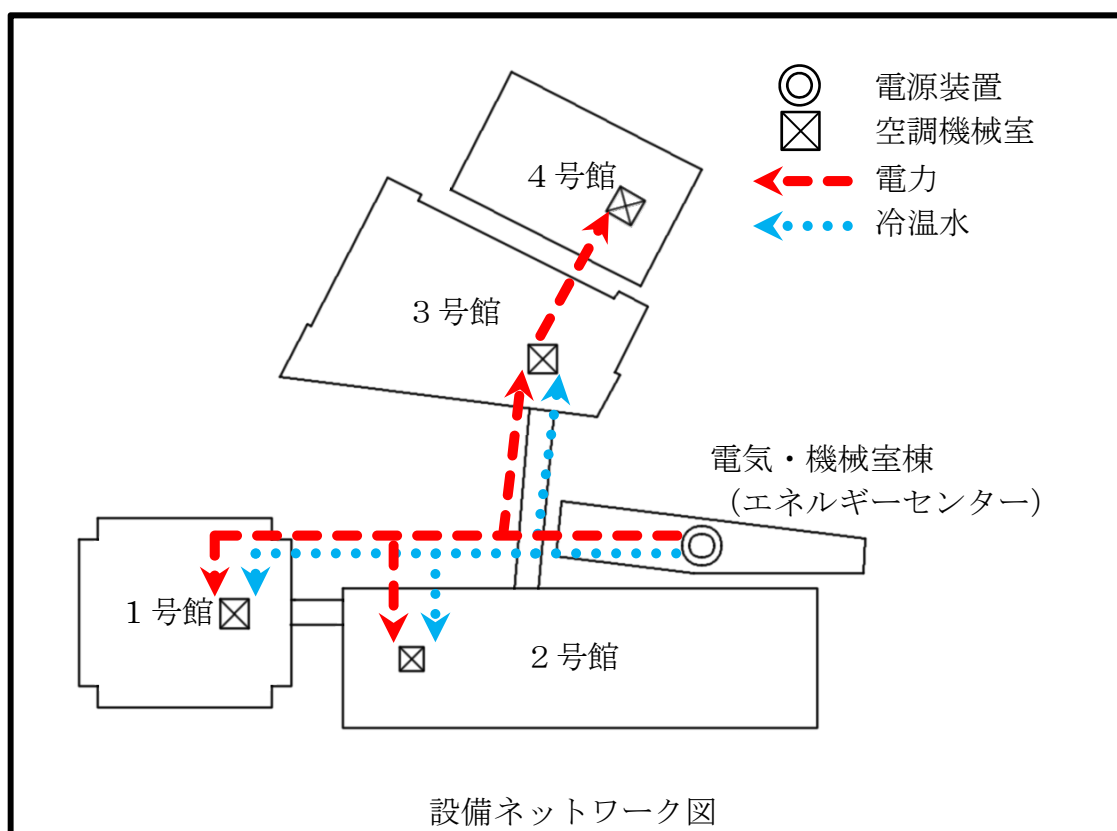 電源装置
空調機械室
電力
冷温水
４号館
３号館
電気・機械室棟
（エネルギーセンター）
１号館
２号館
設備ネットワーク図